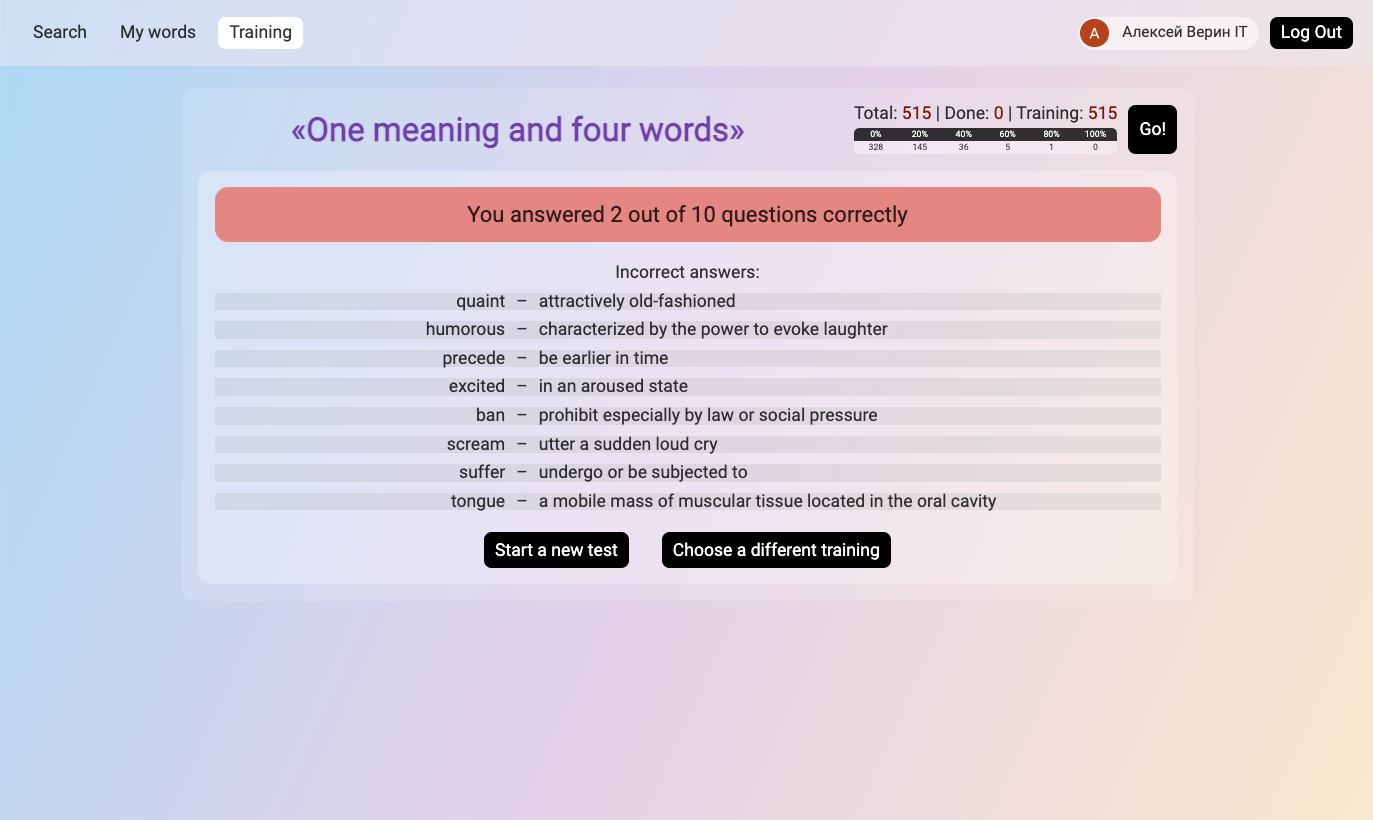 Search My words Training A Алексей Верин IT Log Out
«One meaning and four words»
Total: 515 | Done: 0 | Training: 515
0% 20% 40% 60% 80% 100%
328 145 36 5 1 0
Go!
You answered 2 out of 10 questions correctly
Incorrect answers:
quaint – attractively old-fashioned
humorous – characterized by the power to evoke laughter
precede – be earlier in time
excited – in an aroused state
ban – prohibit especially by law or social pressure
scream – utter a sudden loud cry
suffer – undergo or be subjected to
tongue – a mobile mass of muscular tissue located in the oral cavity
Start a new test Choose a different training